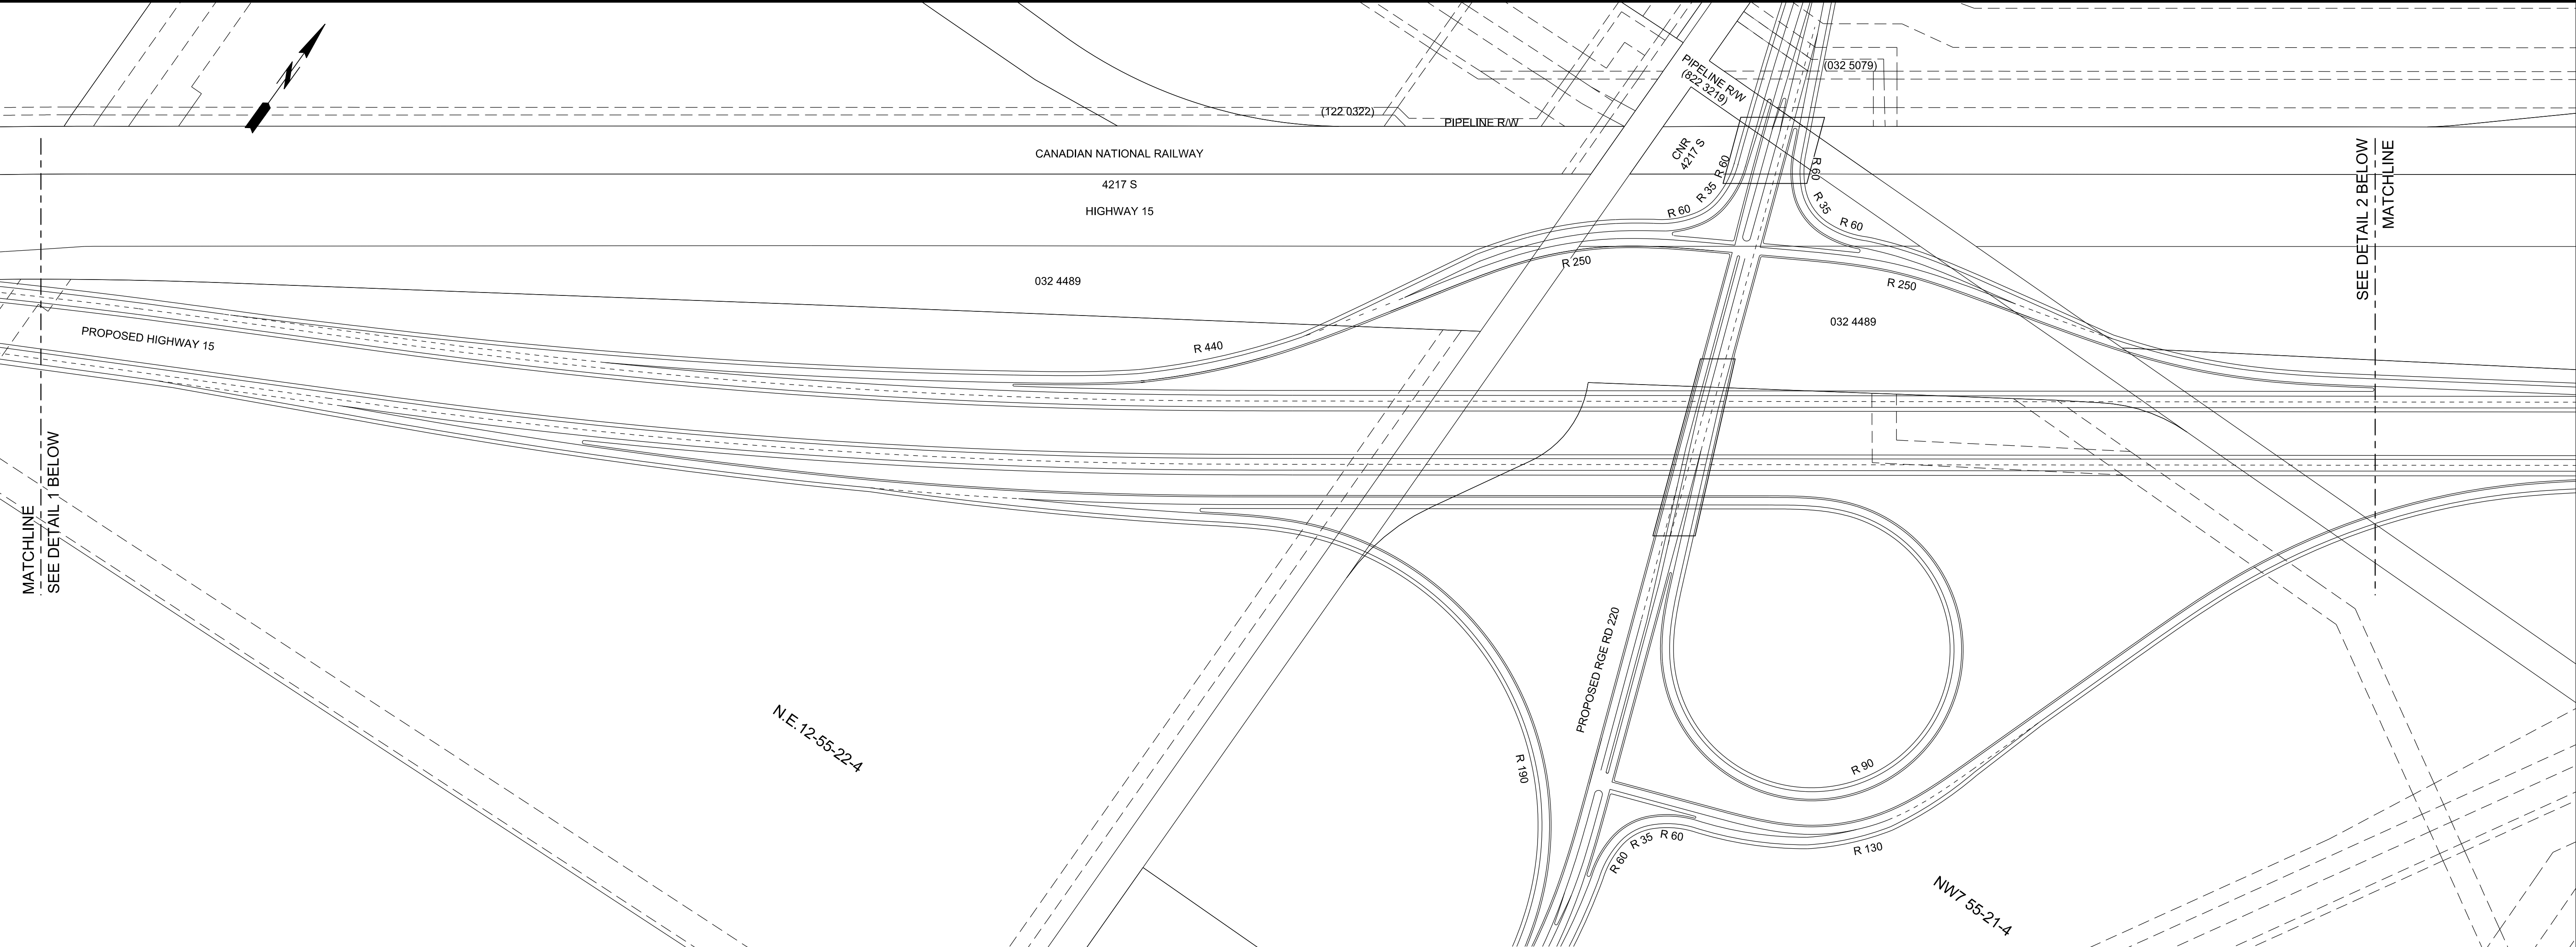 PIPELINE R/W
(822 3219)
(032 5079)
(122 0322)
PIPELINE R/W
CANADIAN NATIONAL RAILWAY
CNR
4217 S
R 60
R 60
4217 S
R 35
R 35
HIGHWAY 15
R 60
R 60
SEE DETAIL 2 BELOW
MATCHLINE
R 250
032 4489
R 250
032 4489
PROPOSED HIGHWAY 15
R 440
MATCHLINE
SEE DETAIL 1 BELOW
PROPOSED RGE RD 220
N.E.12-55-22-4
R 190
R 90
R 60
R 35
R 60
R 130
NW7 55-21-4
N